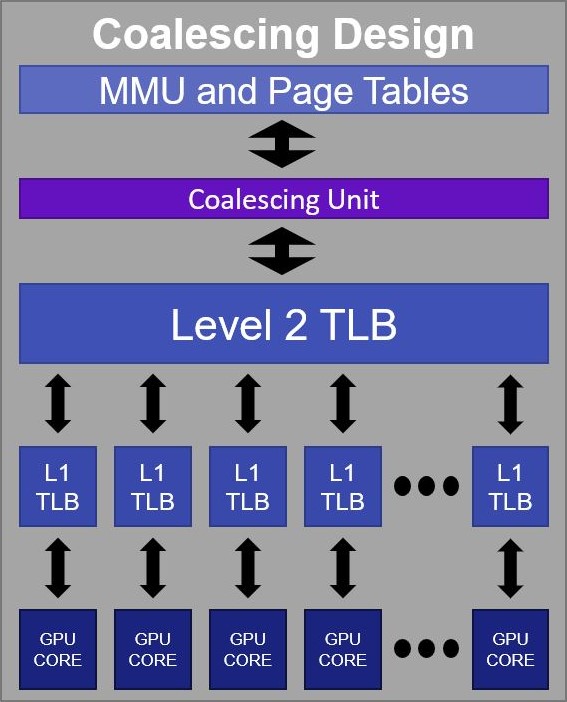 Coalescing Design
MMU and Page Tables
Coalescing Unit
Level 2 TLB
L1
TLB
L1
TLB
L1
TLB
L1
TLB
L1
TLB
GPU
CORE
GPU
CORE
GPU
CORE
GPU
CORE
GPU
CORE